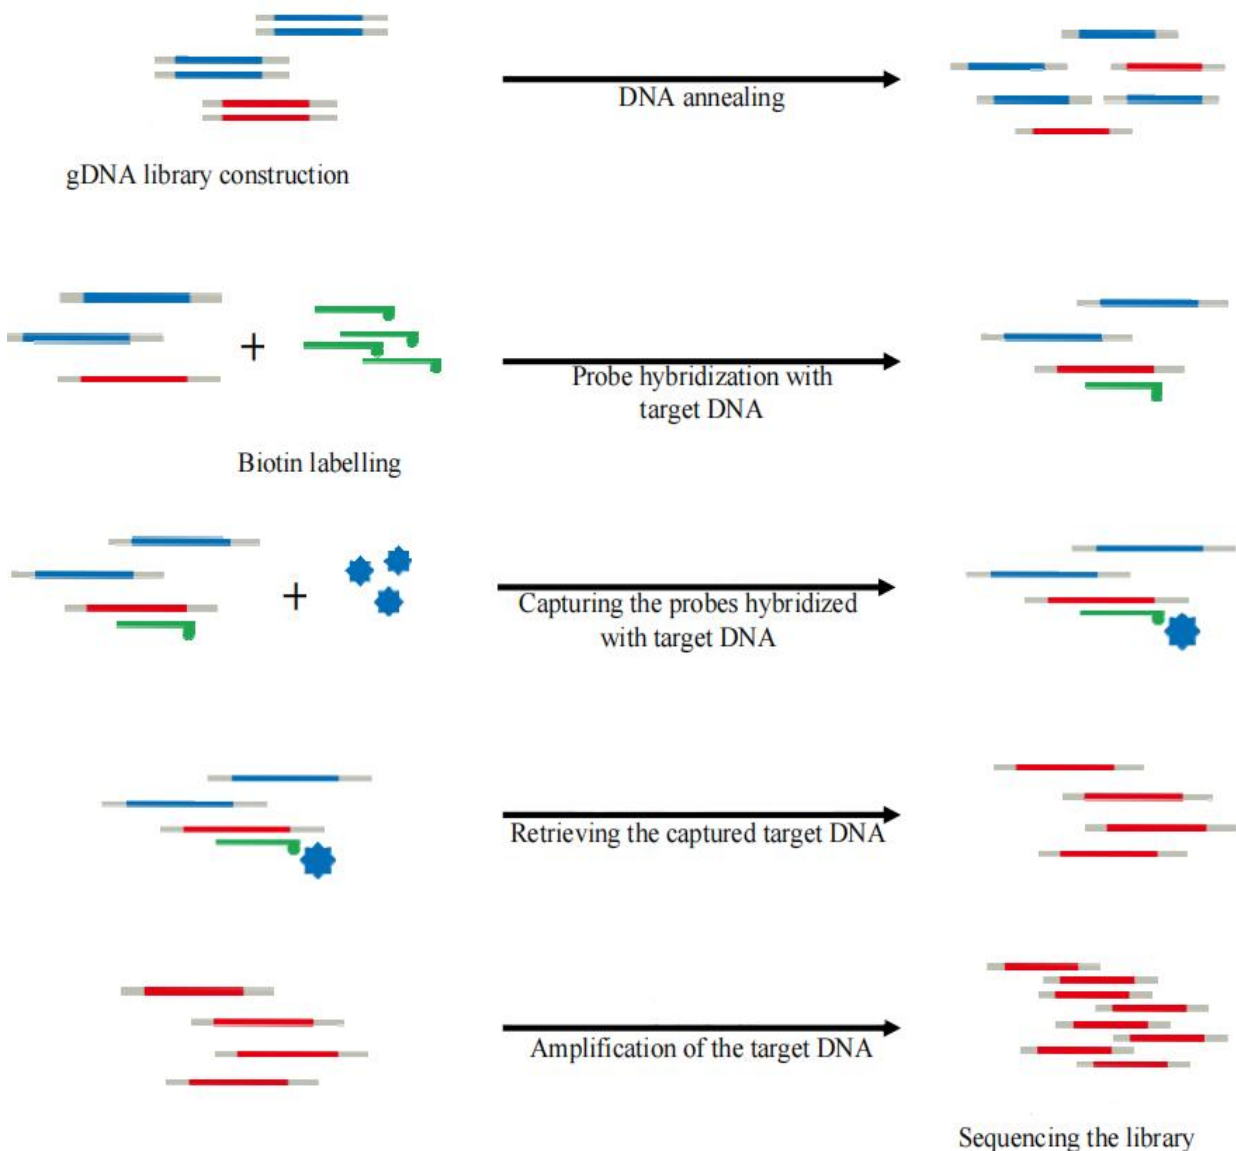 DNA annealing
gDNA library construction
+
Probe hybridization with
target DNA
Biotin labelling
+
Capturing the probes hybridized
with target DNA
Retrieving the captured target DNA
Amplification of the target DNA
Sequencing the library